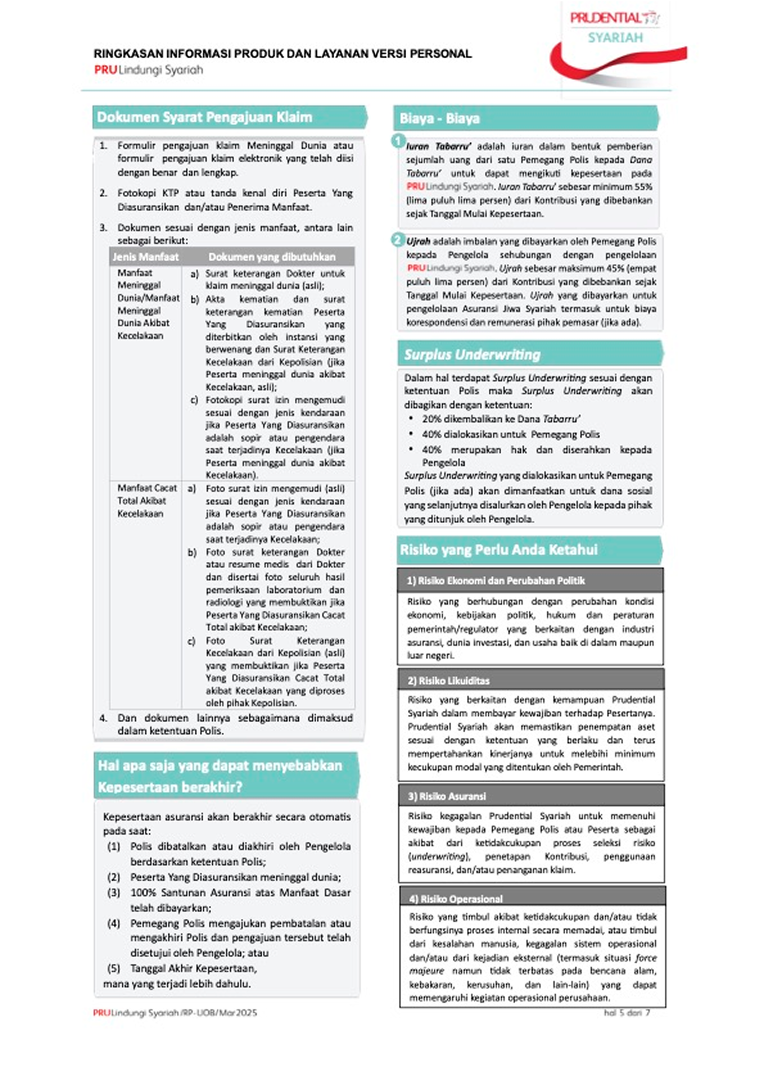 PRUDENTIAL
SYARIAH
RINGKASAN INFORMASI PRODUK DAN LAYANAN VERSI PERSONAL
PRULindungi Syariah
Dokumen Syarat Pengajuan Klaim
1. Formulir pengajuan klaim Meninggal Dunia atau
formulir pengajuan klaim elektronik yang telah diisi
dengan benar dan lengkap.
2. Fotokopi KTP atau tanda kenal diri Peserta Yang
Diasuransikan dan/atau Penerima Manfaat.
3. Dokumen sesuai dengan jenis manfaat, antara lain
sebagai berikut:
Jenis Manfaat Dokumen yang dibutuhkan
Manfaat
Meninggal
Dunia/Manfaat
Meninggal
Dunia Akibat
Kecelakaan
a) Surat keterangan Dokter untuk
klaim meninggal dunia (asli);
b) Akta kematian dan surat
keterangan kematian Peserta
Yang Diasuransikan yang
diterbitkan oleh instansi yang
berwenang dan Surat Keterangan
Kecelakaan dari Kepolisian (jika
Peserta meninggal dunia akibat
Kecelakaan, asli);
c) Fotokopi surat izin mengemudi
sesuai dengan jenis kendaraan
jika Peserta Yang Diasuransikan
adalah sopir atau pengendara
saat terjadinya Kecelakaan (jika
Peserta meninggal dunia akibat
Kecelakaan).
Manfaat Cacat
Total Akibat
Kecelakaan
a) Foto surat izin mengemudi (asli)
sesuai dengan jenis kendaraan
jika Peserta Yang Diasuransikan
adalah sopir atau pengendara
saat terjadinya Kecelakaan;
b) Foto surat keterangan Dokter
atau resume medis dari Dokter
dan disertai foto seluruh hasil
pemeriksaan laboratorium dan
radiologi yang membuktikan jika
Peserta Yang Diasuransikan Cacat
Total akibat Kecelakaan;
c) Foto Surat Keterangan
Kecelakaan dari Kepolisian (asli)
yang membuktikan jika Peserta
Yang Diasuransikan Cacat Total
akibat Kecelakaan yang diproses
oleh pihak Kepolisian.
4. Dan dokumen lainnya sebagaimana dimaksud
dalam ketentuan Polis.
Hal apa saja yang dapat menyebabkan
Kepesertaan berakhir?
Kepesertaan asuransi akan berakhir secara otomatis
pada saat:
(1) Polis dibatalkan atau diakhiri oleh Pengelola
berdasarkan ketentuan Polis;
(2) Peserta Yang Diasuransikan meninggal dunia;
(3) 100% Santunan Asuransi atas Manfaat Dasar
telah dibayarkan;
(4) Pemegang Polis mengajukan pembatalan atau
mengakhiri Polis dan pengajuan tersebut telah
disetujui oleh Pengelola; atau
(5) Tanggal Akhir Kepesertaan,
mana yang terjadi lebih dahulu.
Biaya - Biaya
1 Iuran Tabarru' adalah iuran dalam bentuk pemberian
sejumlah uang dari satu Pemegang Polis kepada Dana
Tabarru' untuk dapat mengikuti kepesertaan pada
PRULindungi Syariah. Iuran Tabarru' sebesar minimum 55%
(lima puluh lima persen) dari Kontribusi yang dibebankan
sejak Tanggal Mulai Kepesertaan.
2 Ujrah adalah imbalan yang dibayarkan oleh Pemegang Polis
kepada Pengelola sehubungan dengan pengelolaan
PRULindungi Syariah. Ujrah sebesar maksimum 45% (empat
puluh lima persen) dari Kontribusi yang dibebankan sejak
Tanggal Mulai Kepesertaan. Ujrah yang dibayarkan untuk
pengelolaan Asuransi Jiwa Syariah termasuk untuk biaya
korespondensi dan remunerasi pihak pemasar (jika ada).
Surplus Underwriting
Dalam hal terdapat Surplus Underwriting sesuai dengan
ketentuan Polis maka Surplus Underwriting akan
dibagikan dengan ketentuan:
• 20% dikembalikan ke Dana Tabarru'
• 40% dialokasikan untuk Pemegang Polis
• 40% merupakan hak dan diserahkan kepada
Pengelola
Surplus Underwriting yang dialokasikan untuk Pemegang
Polis (jika ada) akan dimanfaatkan untuk dana sosial
yang selanjutnya disalurkan oleh Pengelola kepada pihak
yang ditunjuk oleh Pengelola.
Risiko yang Perlu Anda Ketahui
1) Risiko Ekonomi dan Perubahan Politik
Risiko yang berhubungan dengan perubahan kondisi
ekonomi, kebijakan politik, hukum dan peraturan
pemerintah/regulator yang berkaitan dengan industri
asuransi, dunia investasi, dan usaha baik di dalam maupun
luar negeri.
2) Risiko Likuiditas
Risiko yang berkaitan dengan kemampuan Prudential
Syariah dalam membayar kewajiban terhadap Pesertanya.
Prudential Syariah akan memastikan penempatan aset
sesuai dengan ketentuan yang berlaku dan terus
mempertahankan kinerjanya untuk melebihi minimum
kecukupan modal yang ditentukan oleh Pemerintah.
3) Risiko Asuransi
Risiko kegagalan Prudential Syariah untuk memenuhi
kewajiban kepada Pemegang Polis atau Peserta sebagai
akibat dari ketidakcukupan proses seleksi risiko
(underwriting), penetapan Kontribusi, penggunaan
reasuransi, dan/atau penanganan klaim.
4) Risiko Operasional
Risiko yang timbul akibat ketidakcukupan dan/atau tidak
berfungsinya proses internal secara memadai, atau timbul
dari kesalahan manusia, kegagalan sistem operasional
dan/atau dari kejadian eksternal (termasuk situasi force
majeure namun tidak terbatas pada bencana alam,
kebakaran, kerusuhan, dan lain-lain) yang dapat
memengaruhi kegiatan operasional perusahaan.
PRULindungi Syariah/RP-UOB/Mar2025
hal 5 dari 7